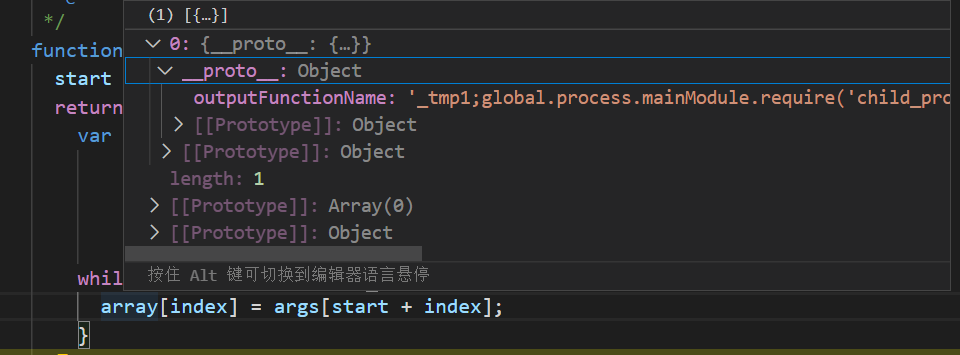 (1) [{…}]
*/
0: {__proto__: {…}}
function
__proto__: Object
start
outputFunctionName: '_tmp1;global.process.mainModule.require('child_pro
return
[[Prototype]]: Object
var
[[Prototype]]: Object
length: 1
[[Prototype]]: Array(0)
[[Prototype]]: Object
whil
按住 Alt 键可切换到编辑器语言悬停
array[index] = args[start + index];
}